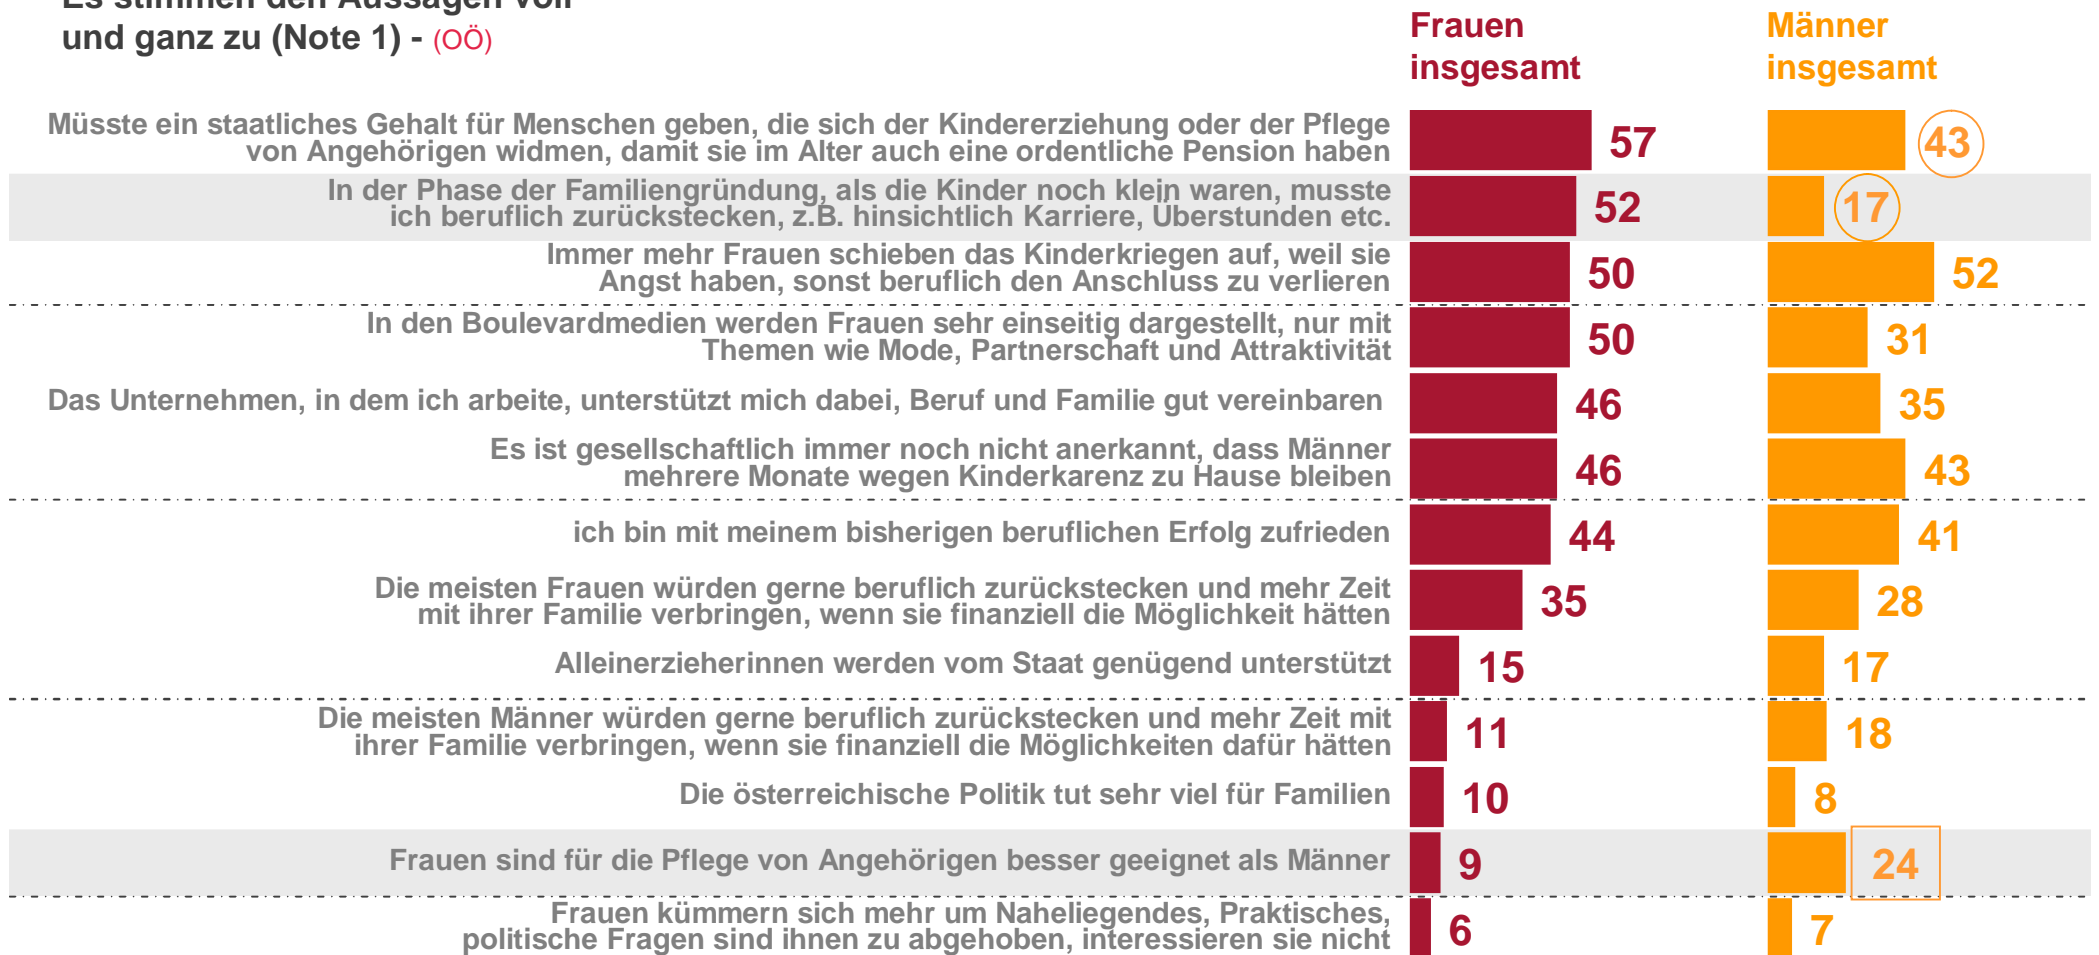 Es stimmen den Aussagen voll
und ganz zu (Note 1) - (OÖ)
Frauen
insgesamt
Männer
insgesamt
Müsste ein staatliches Gehalt für Menschen geben, die sich der Kindererziehung oder der Pflege
von Angehörigen widmen, damit sie im Alter auch eine ordentliche Pension haben
57
43
In der Phase der Familiengründung, als die Kinder noch klein waren, musste
ich beruflich zurückstecken, z.B. hinsichtlich Karriere, Überstunden etc.
52
17
Immer mehr Frauen schieben das Kinderkriegen auf, weil sie
Angst haben, sonst beruflich den Anschluss zu verlieren
50
52
In den Boulevardmedien werden Frauen sehr einseitig dargestellt, nur mit
Themen wie Mode, Partnerschaft und Attraktivität
50
31
Das Unternehmen, in dem ich arbeite, unterstützt mich dabei, Beruf und Familie gut vereinbaren
46
35
Es ist gesellschaftlich immer noch nicht anerkannt, dass Männer
mehrere Monate wegen Kinderkarenz zu Hause bleiben
46
43
ich bin mit meinem bisherigen beruflichen Erfolg zufrieden
44
41
Die meisten Frauen würden gerne beruflich zurückstecken und mehr Zeit
mit ihrer Familie verbringen, wenn sie finanziell die Möglichkeit hätten
35
28
Alleinerzieherinnen werden vom Staat genügend unterstützt
15
17
Die meisten Männer würden gerne beruflich zurückstecken und mehr Zeit mit
ihrer Familie verbringen, wenn sie finanziell die Möglichkeiten dafür hätten
11
18
Die österreichische Politik tut sehr viel für Familien
10
8
Frauen sind für die Pflege von Angehörigen besser geeignet als Männer
9
24
Frauen kümmern sich mehr um Naheliegendes, Praktisches,
politische Fragen sind ihnen zu abgehoben, interessieren sie nicht
6
7